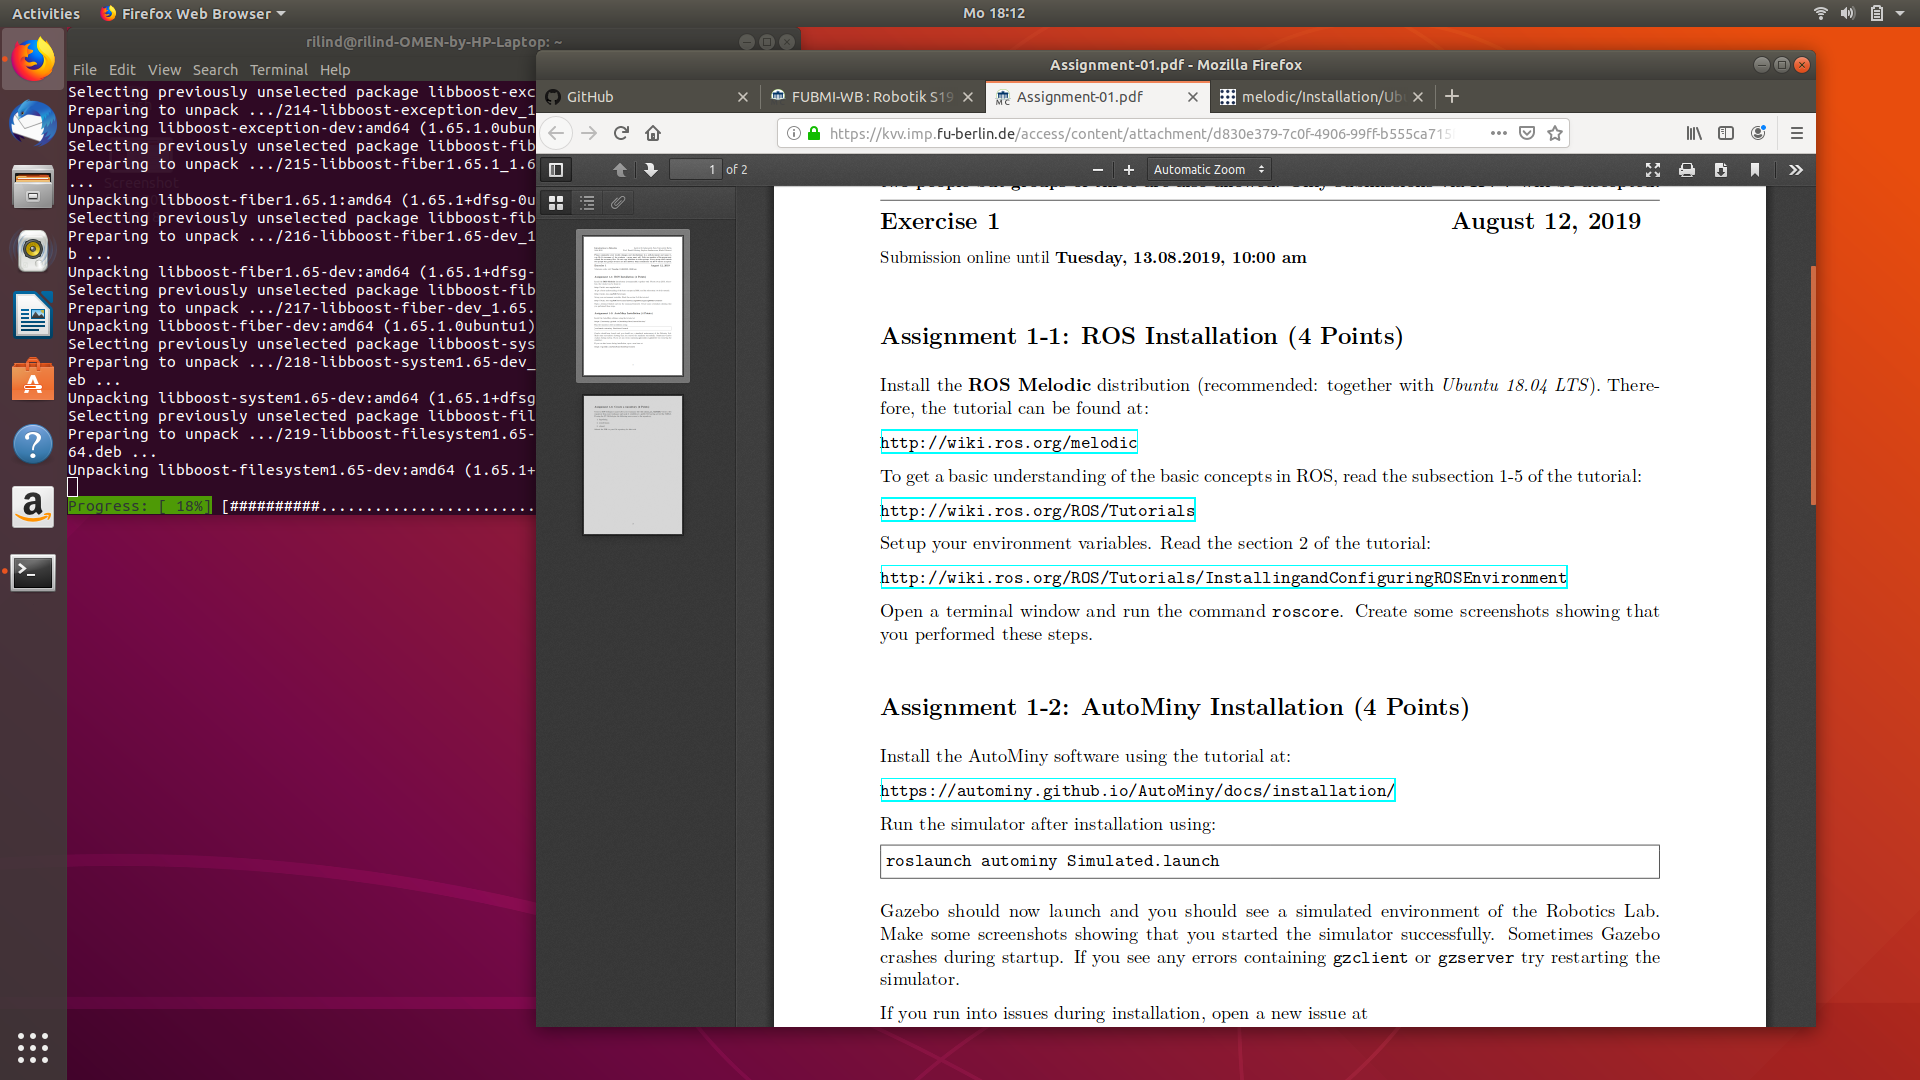 Activities
Firefox Web Browser
Mo 18:12
rilind@rilind-OMEN-by-HP-Laptop: ~
File Edit View Search Terminal Help
Selecting previously unselected package libboost-exc
Preparing to unpack .../214-libboost-exception-dev_1
Unpacking libboost-exception-dev:amd64 (1.65.1.0ubun
Selecting previously unselected package libboost-fib
Preparing to unpack .../215-libboost-fiber1.65.1_1.6
...
Unpacking libboost-fiber1.65.1:amd64 (1.65.1+dfsg-0u
Selecting previously unselected package libboost-fib
Preparing to unpack .../216-libboost-fiber1.65-dev_1
b ...
Unpacking libboost-fiber1.65-dev:amd64 (1.65.1+dfsg-
Selecting previously unselected package libboost-fib
Preparing to unpack .../217-libboost-fiber-dev_1.65.
Unpacking libboost-fiber-dev:amd64 (1.65.1.0ubuntu1)
Selecting previously unselected package libboost-sys
Preparing to unpack .../218-libboost-system1.65-dev_
eb ...
Unpacking libboost-system1.65-dev:amd64 (1.65.1+dfsg
Selecting previously unselected package libboost-fil
Preparing to unpack .../219-libboost-filesystem1.65-
64.deb ...
Unpacking libboost-filesystem1.65-dev:amd64 (1.65.1+
Progress: [ 18%] [##########........................
Assignment-01.pdf - Mozilla Firefox
GitHub
FUBMI-WB : Robotik S19
Assignment-01.pdf
melodic/Installation/Ub
https://kvv.imp.fu-berlin.de/access/content/attachment/d830e379-7c0f-4906-99ff-b555ca715
1 of 2
Automatic Zoom
Exercise 1
August 12, 2019
Submission online until Tuesday, 13.08.2019, 10:00 am
Assignment 1-1: ROS Installation (4 Points)
Install the ROS Melodic distribution (recommended: together with Ubuntu 18.04 LTS). There-
fore, the tutorial can be found at:
http://wiki.ros.org/melodic
To get a basic understanding of the basic concepts in ROS, read the subsection 1-5 of the tutorial:
http://wiki.ros.org/ROS/Tutorials
Setup your environment variables. Read the section 2 of the tutorial:
http://wiki.ros.org/ROS/Tutorials/InstallingandConfiguringROSEnvironment
Open a terminal window and run the command roscore. Create some screenshots showing that
you performed these steps.
Assignment 1-2: AutoMiny Installation (4 Points)
Install the AutoMiny software using the tutorial at:
https://autominy.github.io/AutoMiny/docs/installation/
Run the simulator after installation using:
roslaunch autominy Simulated.launch
Gazebo should now launch and you should see a simulated environment of the Robotics Lab.
Make some screenshots showing that you started the simulator successfully. Sometimes Gazebo
crashes during startup. If you see any errors containing gzclient or gzserver try restarting the
simulator.
If you run into issues during installation, open a new issue at